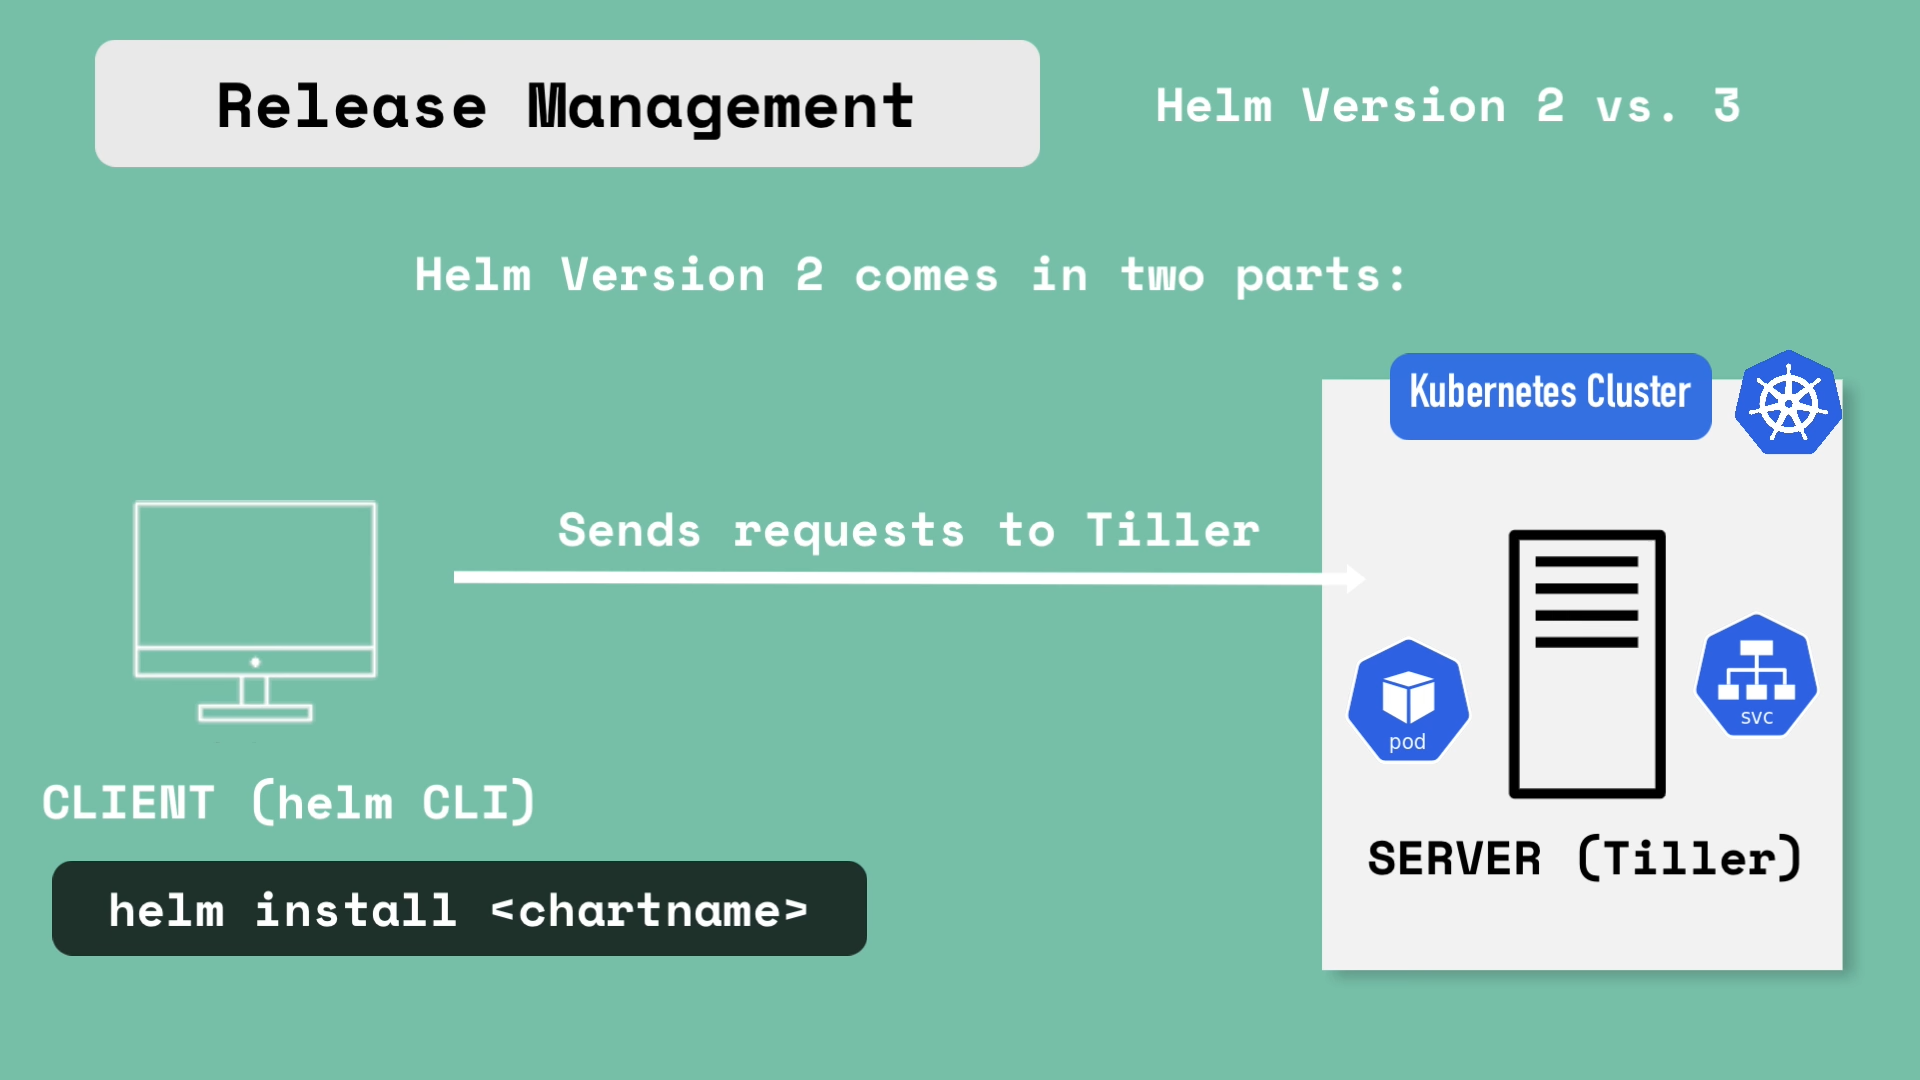 Release Management
Helm Version 2 vs. 3
Helm Version 2 comes in two parts:
Kubernetes Cluster
Sends requests to Tiller
pod
svc
CLIENT (helm CLI)
SERVER (Tiller)
helm install <chartname>